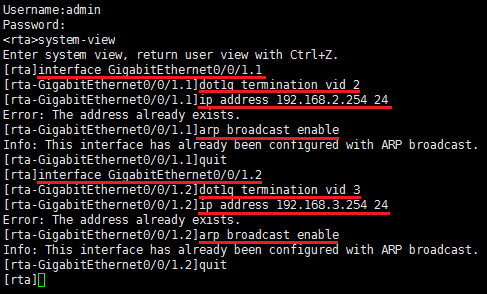 Username:admin
Password:
<rta>system-view
Enter system view, return user view with Ctrl+Z.
[rta]interface GigabitEthernet0/0/1.1
[rta-GigabitEthernet0/0/1.1]dot1q termination vid 2
[rta-GigabitEthernet0/0/1.1]ip address 192.168.2.254 24
Error: The address already exists.
[rta-GigabitEthernet0/0/1.1]arp broadcast enable
Info: This interface has already been configured with ARP broadcast.
[rta-GigabitEthernet0/0/1.1]quit
[rta]interface GigabitEthernet0/0/1.2
[rta-GigabitEthernet0/0/1.2]dot1q termination vid 3
[rta-GigabitEthernet0/0/1.2]ip address 192.168.3.254 24
Error: The address already exists.
[rta-GigabitEthernet0/0/1.2]arp broadcast enable
Info: This interface has already been configured with ARP broadcast.
[rta-GigabitEthernet0/0/1.2]quit
[rta]